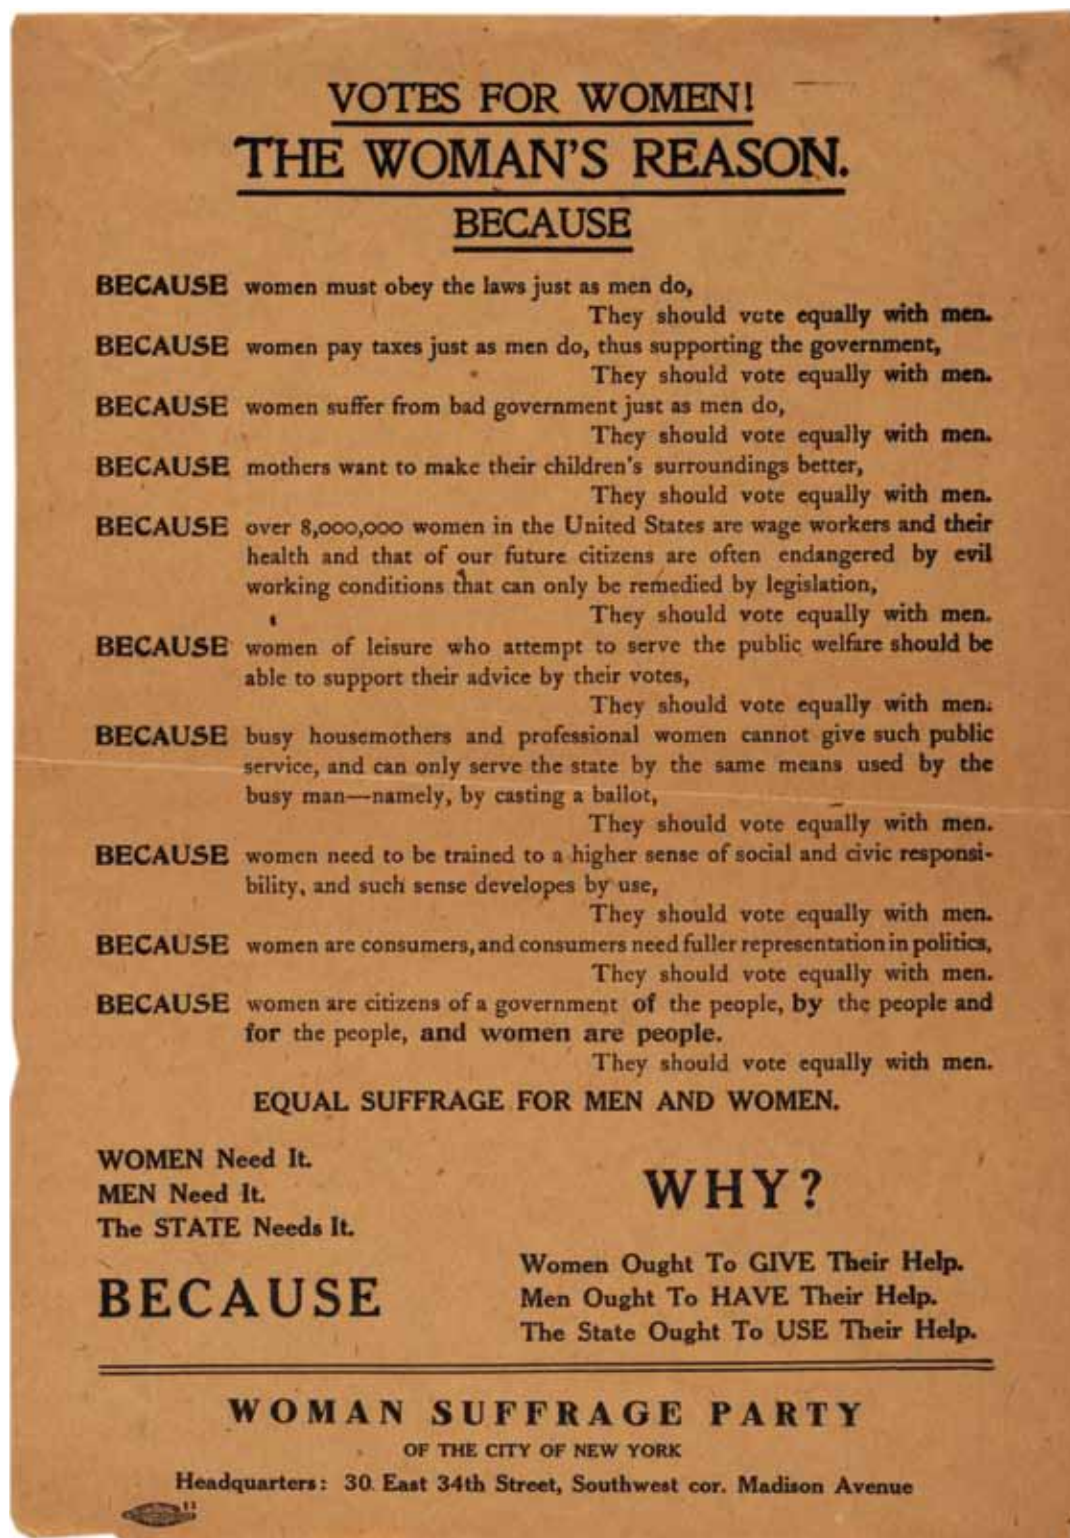 VOTES FOR WOMEN!
THE WOMAN'S REASON.
BECAUSE
BECAUSE women must obey the laws just as men do,
They should vote equally with men.
BECAUSE women pay taxes just as men do, thus supporting the government,
They should vote equally with men.
BECAUSE women suffer from bad government just as men do,
They should vote equally with men.
BECAUSE mothers want to make their children's surroundings better,
They should vote equally with men.
BECAUSE over 8,000,000 women in the United States are wage workers and their
health and that of our future citizens are often endangered by evil
working conditions that can only be remedied by legislation,
They should vote equally with men.
BECAUSE women of leisure who attempt to serve the public welfare should be
able to support their advice by their votes,
They should vote equally with men.
BECAUSE busy housemothers and professional women cannot give such public
service, and can only serve the state by the same means used by the
busy man—namely, by casting a ballot,
They should vote equally with men.
BECAUSE women need to be trained to a higher sense of social and civic responsi-
bility, and such sense developes by use,
They should vote equally with men.
BECAUSE women are consumers, and consumers need fuller representation in politics,
They should vote equally with men.
BECAUSE women are citizens of a government of the people, by the people and
for the people, and women are people.
They should vote equally with men.
EQUAL SUFFRAGE FOR MEN AND WOMEN.
WOMEN Need It.
MEN Need It.
The STATE Needs It.
WHY?
BECAUSE
Women Ought To GIVE Their Help.
Men Ought To HAVE Their Help.
The State Ought To USE Their Help.
WOMAN SUFFRAGE PARTY
OF THE CITY OF NEW YORK
Headquarters: 30 East 34th Street, Southwest cor. Madison Avenue